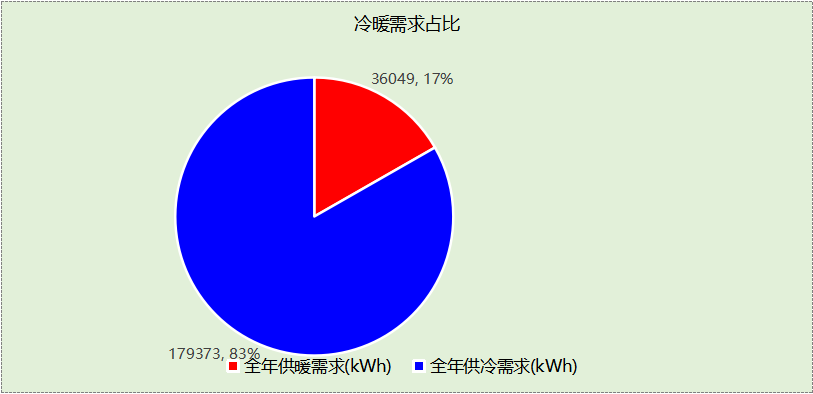 冷暖需求占比
36049, 17%
179373, 83%
全年供暖需求(kWh)
全年供冷需求(kWh)